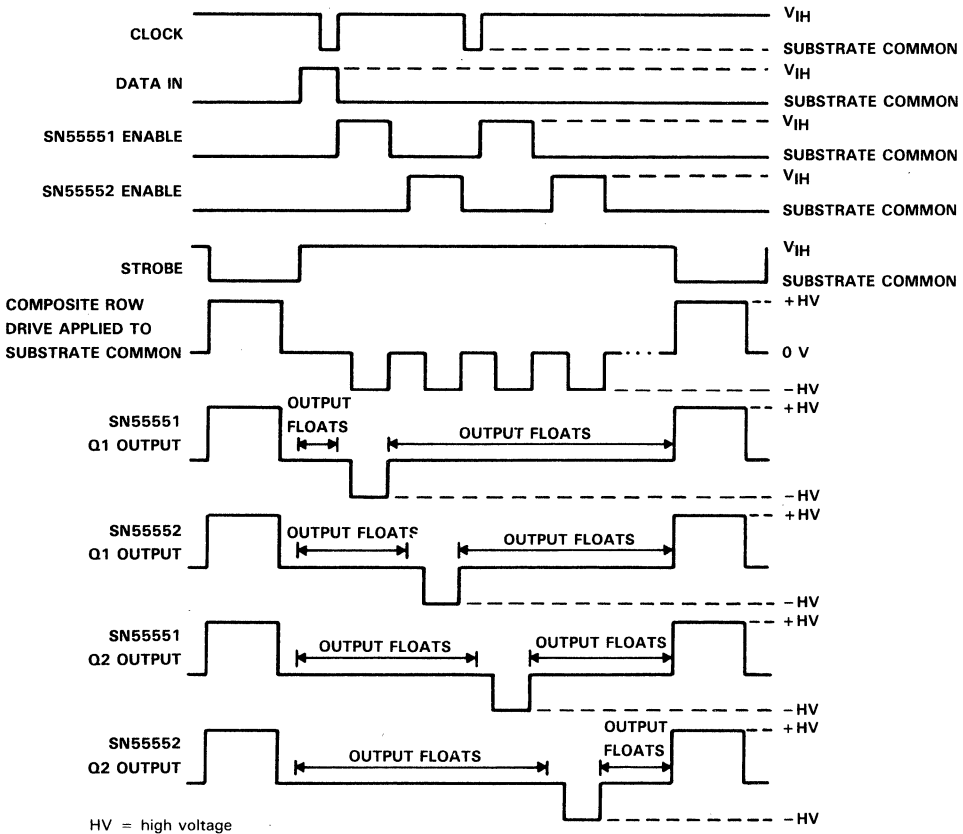 CLOCK
VIH
SUBSTRATE COMMON
DATA IN
VIH
SUBSTRATE COMMON
SN55551 ENABLE
VIH
SUBSTRATE COMMON
SN55552 ENABLE
VIH
SUBSTRATE COMMON
STROBE
VIH
SUBSTRATE COMMON
COMPOSITE ROW
DRIVE APPLIED TO
SUBSTRATE COMMON
+HV
0 V
−HV
SN55551
Q1 OUTPUT
OUTPUT
FLOATS
OUTPUT FLOATS
+HV
−HV
SN55552
Q1 OUTPUT
OUTPUT FLOATS
OUTPUT FLOATS
+HV
−HV
SN55551
Q2 OUTPUT
OUTPUT FLOATS
OUTPUT FLOATS
+HV
−HV
SN55552
Q2 OUTPUT
OUTPUT FLOATS
OUTPUT
FLOATS
+HV
−HV
HV = high voltage